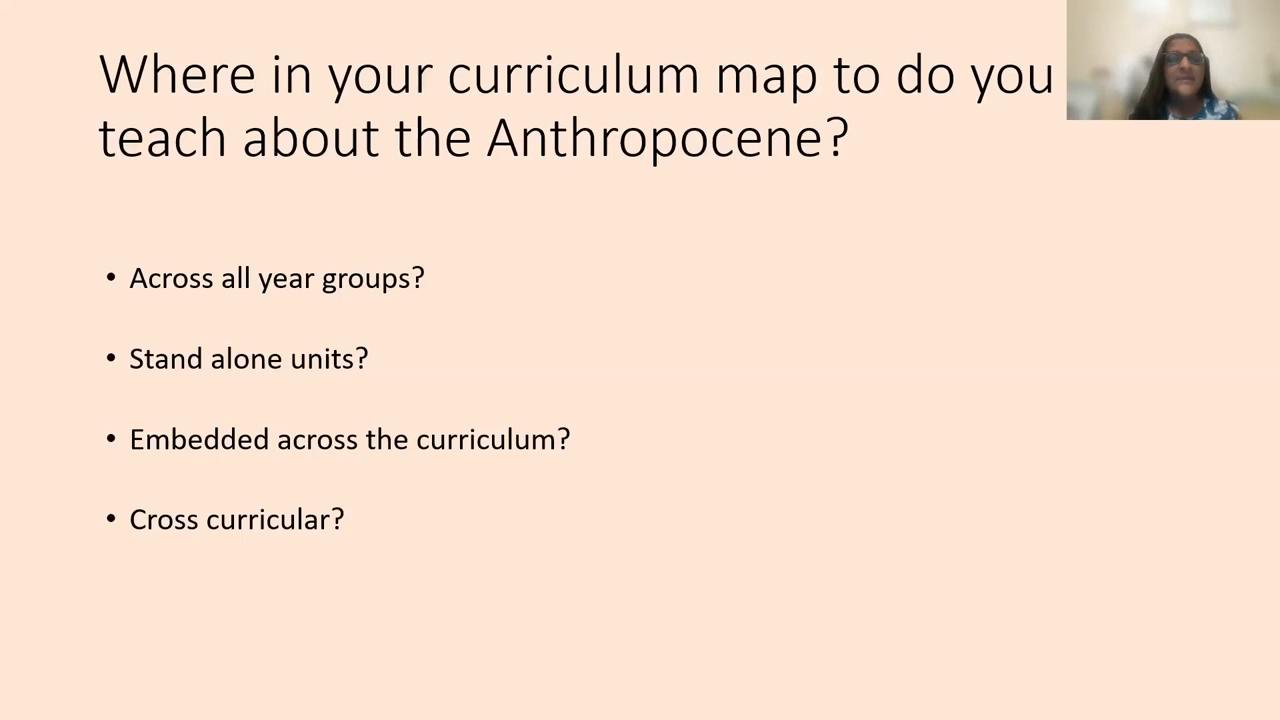 Where in your curriculum map to do you
teach about the Anthropocene?
• Across all year groups?
• Stand alone units?
• Embedded across the curriculum?
• Cross curricular?